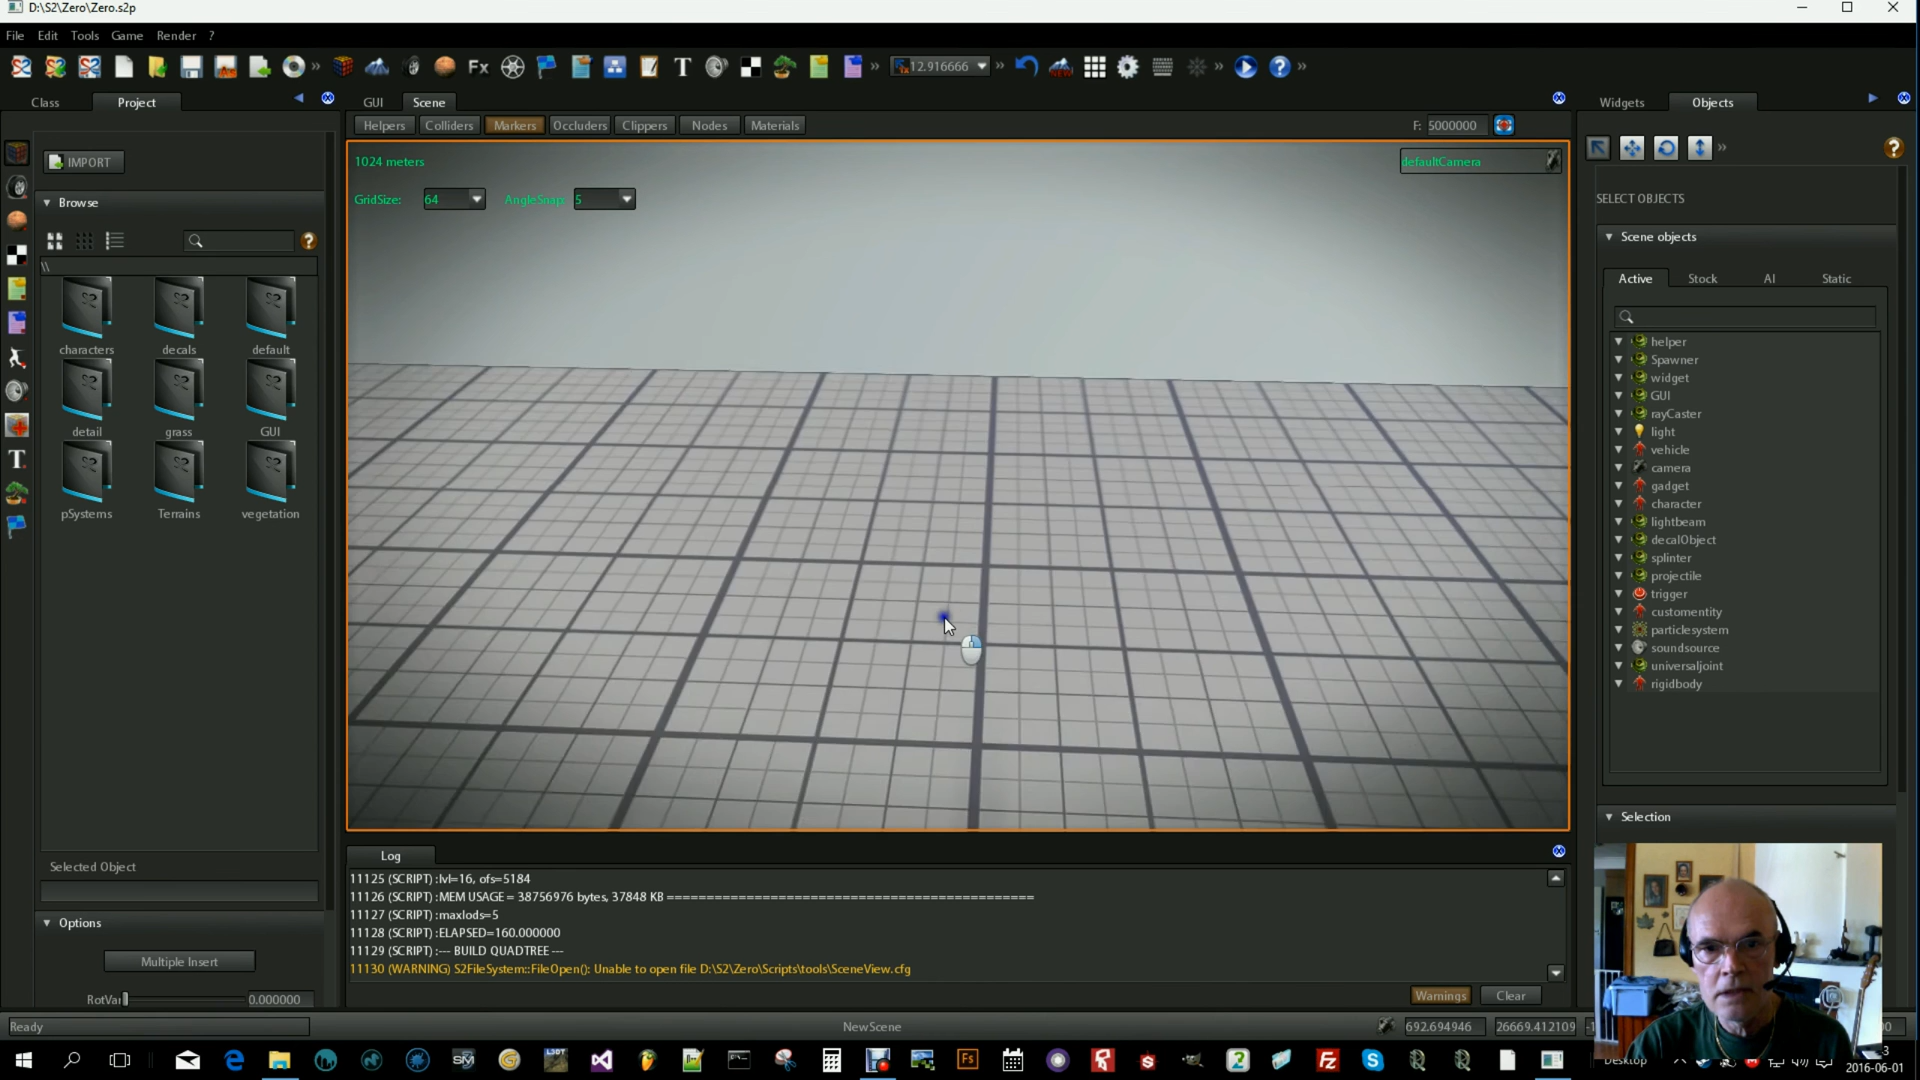 D:\S2\Zero\Zero.s2p
File Edit Tools Game Render ?
Fx T 12.916666
Class Project GUI Scene Widgets Objects
Helpers Colliders Markers Occluders Clippers Nodes Materials F: 5000000
IMPORT
1024 meters
defaultCamera
GridSize: 64 AngleSnap: 5
Browse
\\
characters decals default
detail grass GUI
pSystems Terrains vegetation
Selected Object
Options
Multiple Insert
RotVar 0.000000
SELECT OBJECTS
Scene objects
Active Stock AI Static
helper
Spawner
widget
GUI
rayCaster
light
vehicle
camera
gadget
character
lightbeam
decalObject
splinter
projectile
trigger
customentity
particlesystem
soundsource
universaljoint
rigidbody
Selection
Log
11125 (SCRIPT) :lvl=16, ofs=5184
11126 (SCRIPT) :MEM USAGE = 38756976 bytes, 37848 KB ==============================================
11127 (SCRIPT) :maxlods=5
11128 (SCRIPT) :ELAPSED=160.000000
11129 (SCRIPT) :--- BUILD QUADTREE ---
11130 (WARNING) S2FileSystem::FileOpen(): Unable to open file D:\S2\Zero\Scripts\tools\SceneView.cfg
Warnings Clear
Ready NewScene 692.694946 26669.412109
Desktop
2016-06-01